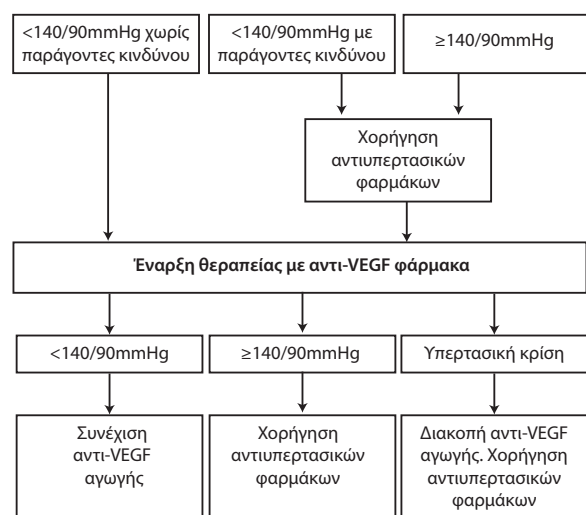 <140/90mmHg χωρίς
παράγοντες κινδύνου
<140/90mmHg με
παράγοντες κινδύνου
≥140/90mmHg
Χορήγηση
αντιυπερτασικών
φαρμάκων
Έναρξη θεραπείας με αντι-VEGF φάρμακα
<140/90mmHg
≥140/90mmHg
Υπερτασική κρίση
Συνέχιση
αντι-VEGF
αγωγής
Χορήγηση
αντιυπερτασικών
φαρμάκων
Διακοπή αντι-VEGF
αγωγής. Χορήγηση
αντιυπερτασικών
φαρμάκων